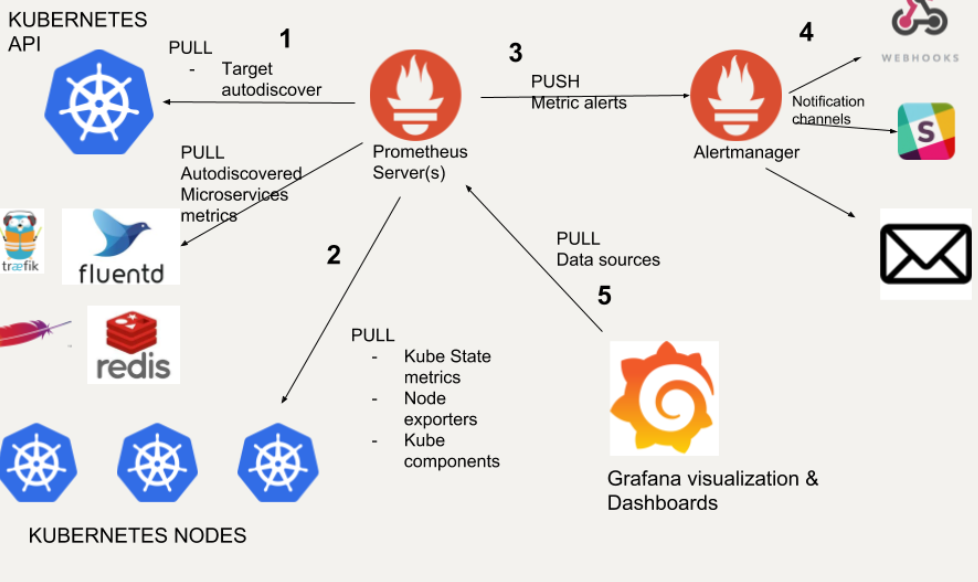 KUBERNETES
API
1
PULL
- Target
autodiscover
3
PUSH
Metric alerts
4
WEBHOOKS
Notification
channels
S
Prometheus
Server(s)
Alertmanager
PULL
Autodiscovered
Microservices
metrics
træfik
fluentd
redis
2
PULL
- Kube State
metrics
- Node
exporters
- Kube
components
PULL
Data sources
5
Grafana visualization &
Dashboards
KUBERNETES NODES